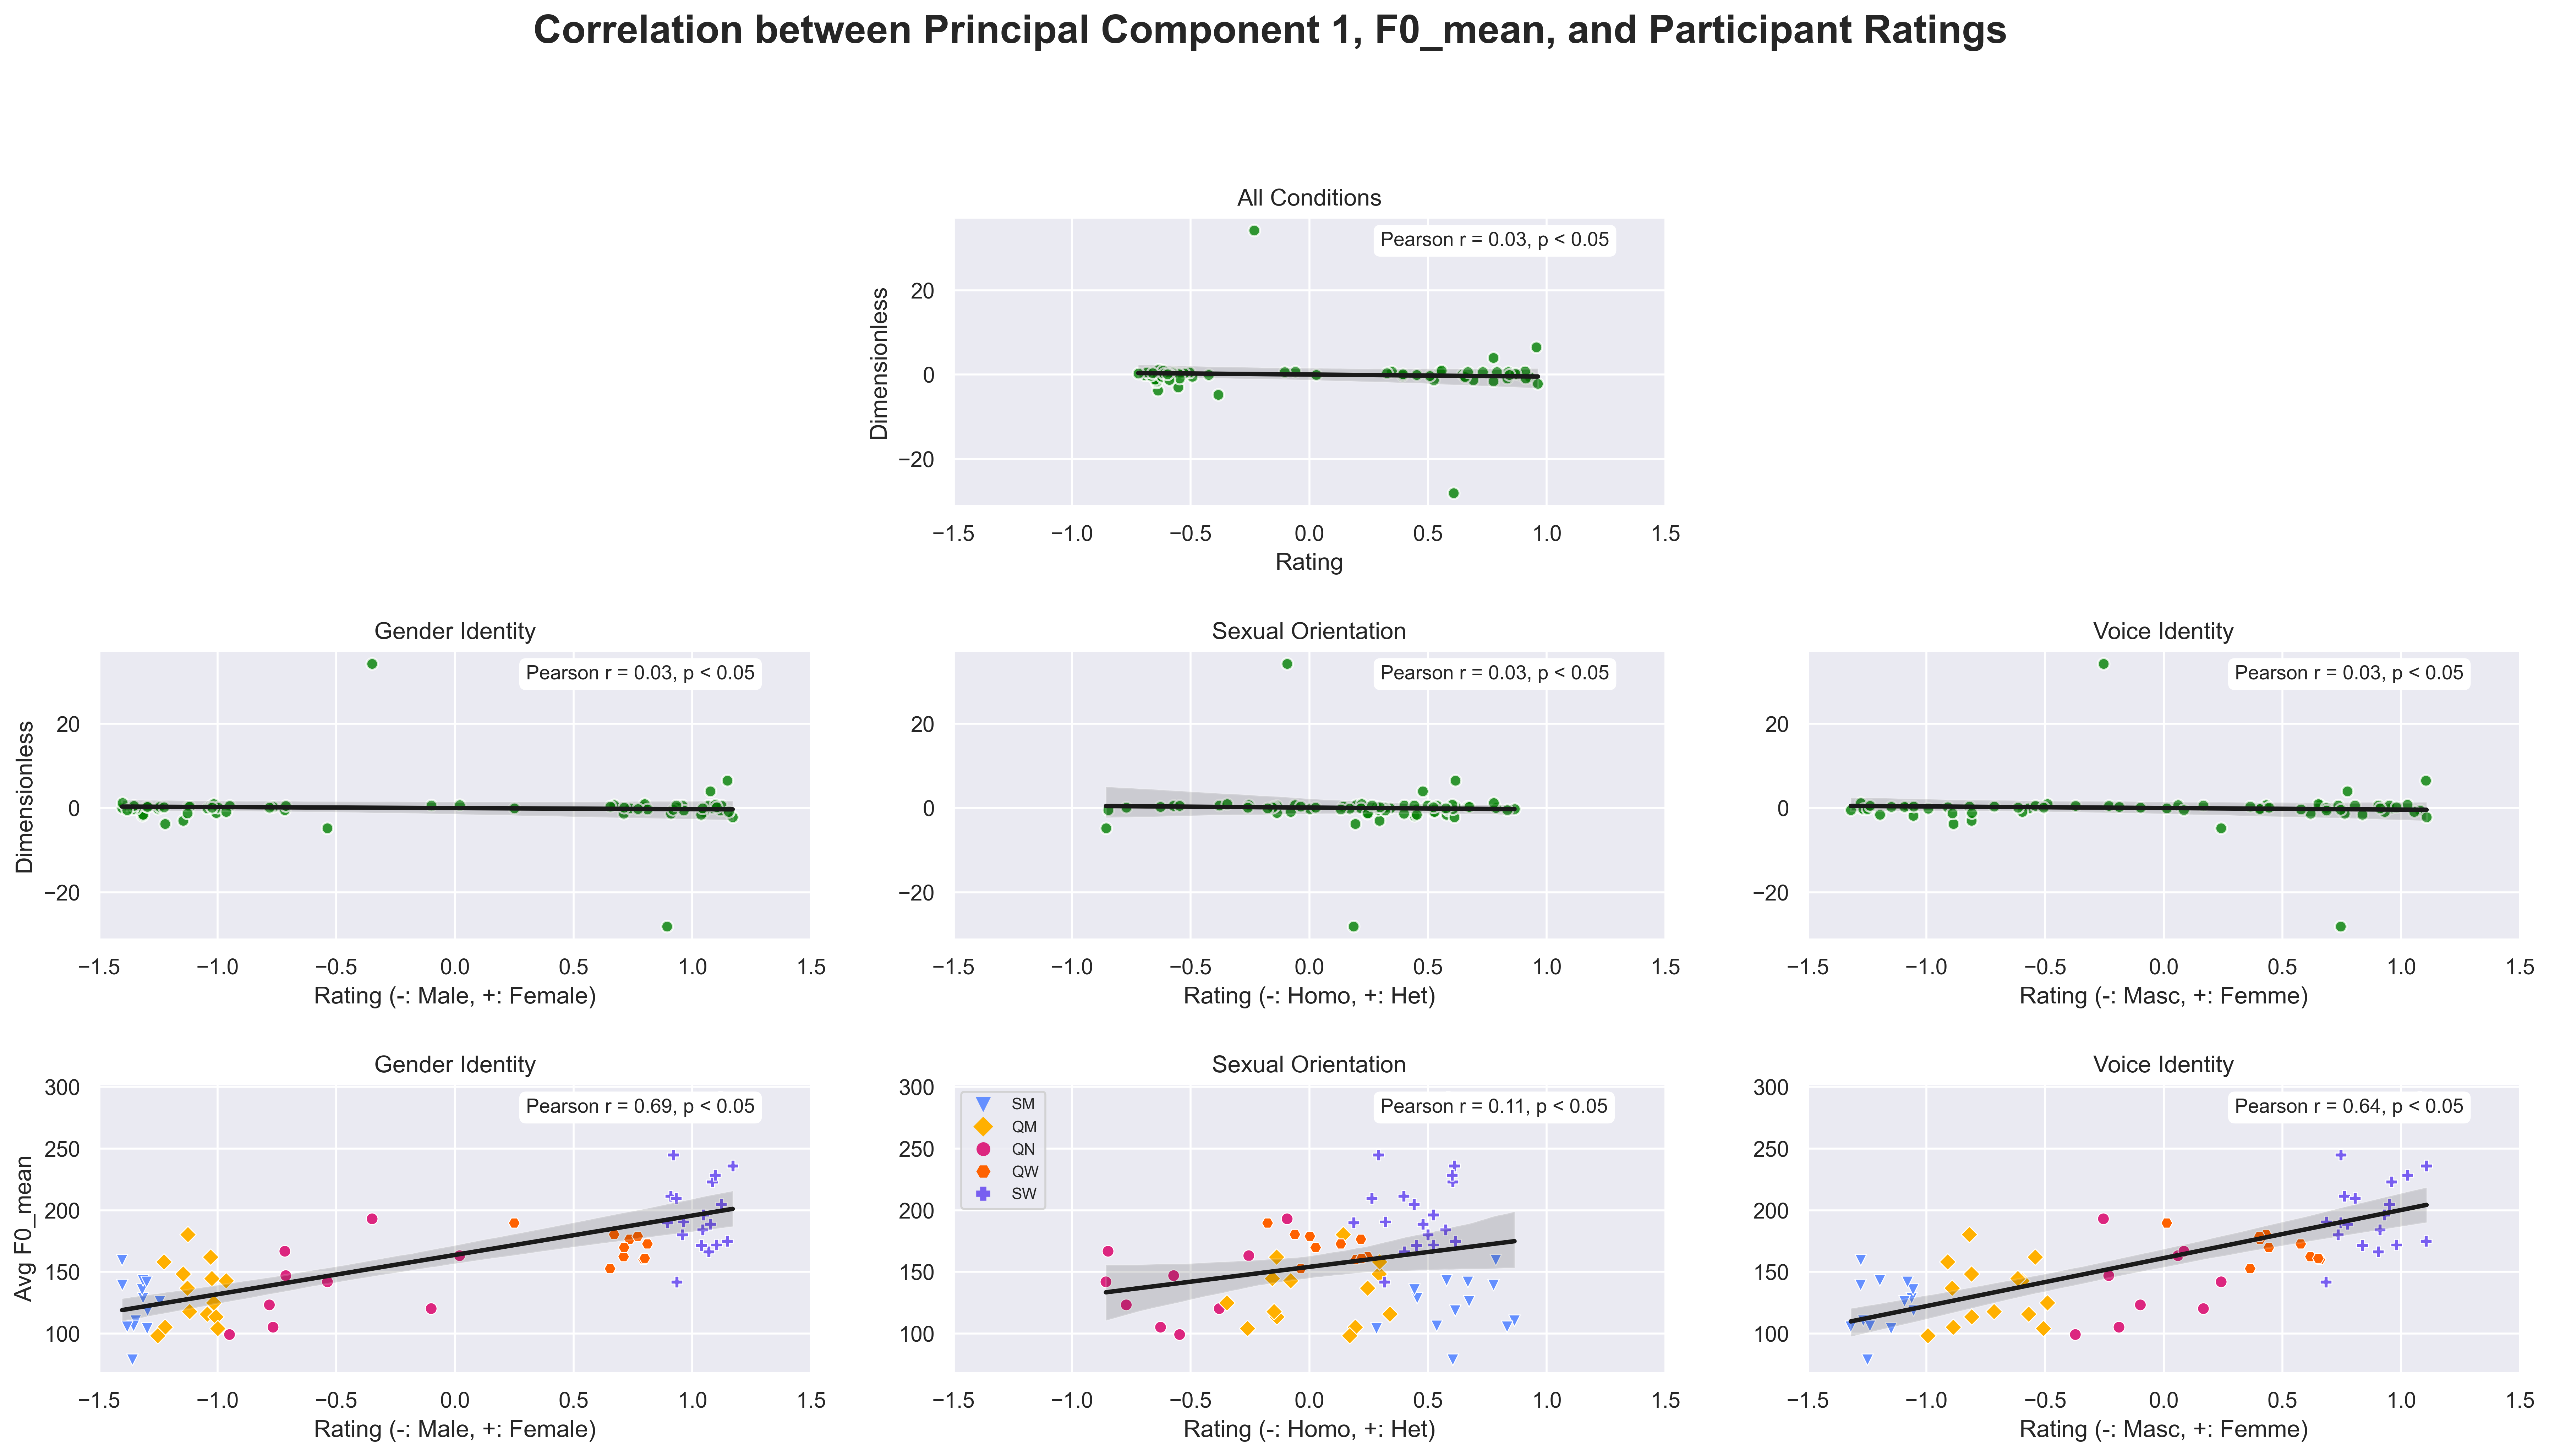 Correlation between Principal Component 1, F0_mean, and Participant Ratings
All Conditions
Pearson r = 0.03, p < 0.05
Dimensionless
20
0
−20
−1.5 −1.0 −0.5 0.0 0.5 1.0 1.5
Rating
Gender Identity
Pearson r = 0.03, p < 0.05
Dimensionless
20
0
−20
−1.5 −1.0 −0.5 0.0 0.5 1.0 1.5
Rating (-: Male, +: Female)
Sexual Orientation
Pearson r = 0.03, p < 0.05
20
0
−20
−1.5 −1.0 −0.5 0.0 0.5 1.0 1.5
Rating (-: Homo, +: Het)
Voice Identity
Pearson r = 0.03, p < 0.05
20
0
−20
−1.5 −1.0 −0.5 0.0 0.5 1.0 1.5
Rating (-: Masc, +: Femme)
Gender Identity
Pearson r = 0.69, p < 0.05
Avg F0_mean
300
250
200
150
100
−1.5 −1.0 −0.5 0.0 0.5 1.0 1.5
Rating (-: Male, +: Female)
Sexual Orientation
Pearson r = 0.11, p < 0.05
SM
QM
QN
QW
SW
300
250
200
150
100
−1.5 −1.0 −0.5 0.0 0.5 1.0 1.5
Rating (-: Homo, +: Het)
Voice Identity
Pearson r = 0.64, p < 0.05
300
250
200
150
100
−1.5 −1.0 −0.5 0.0 0.5 1.0 1.5
Rating (-: Masc, +: Femme)